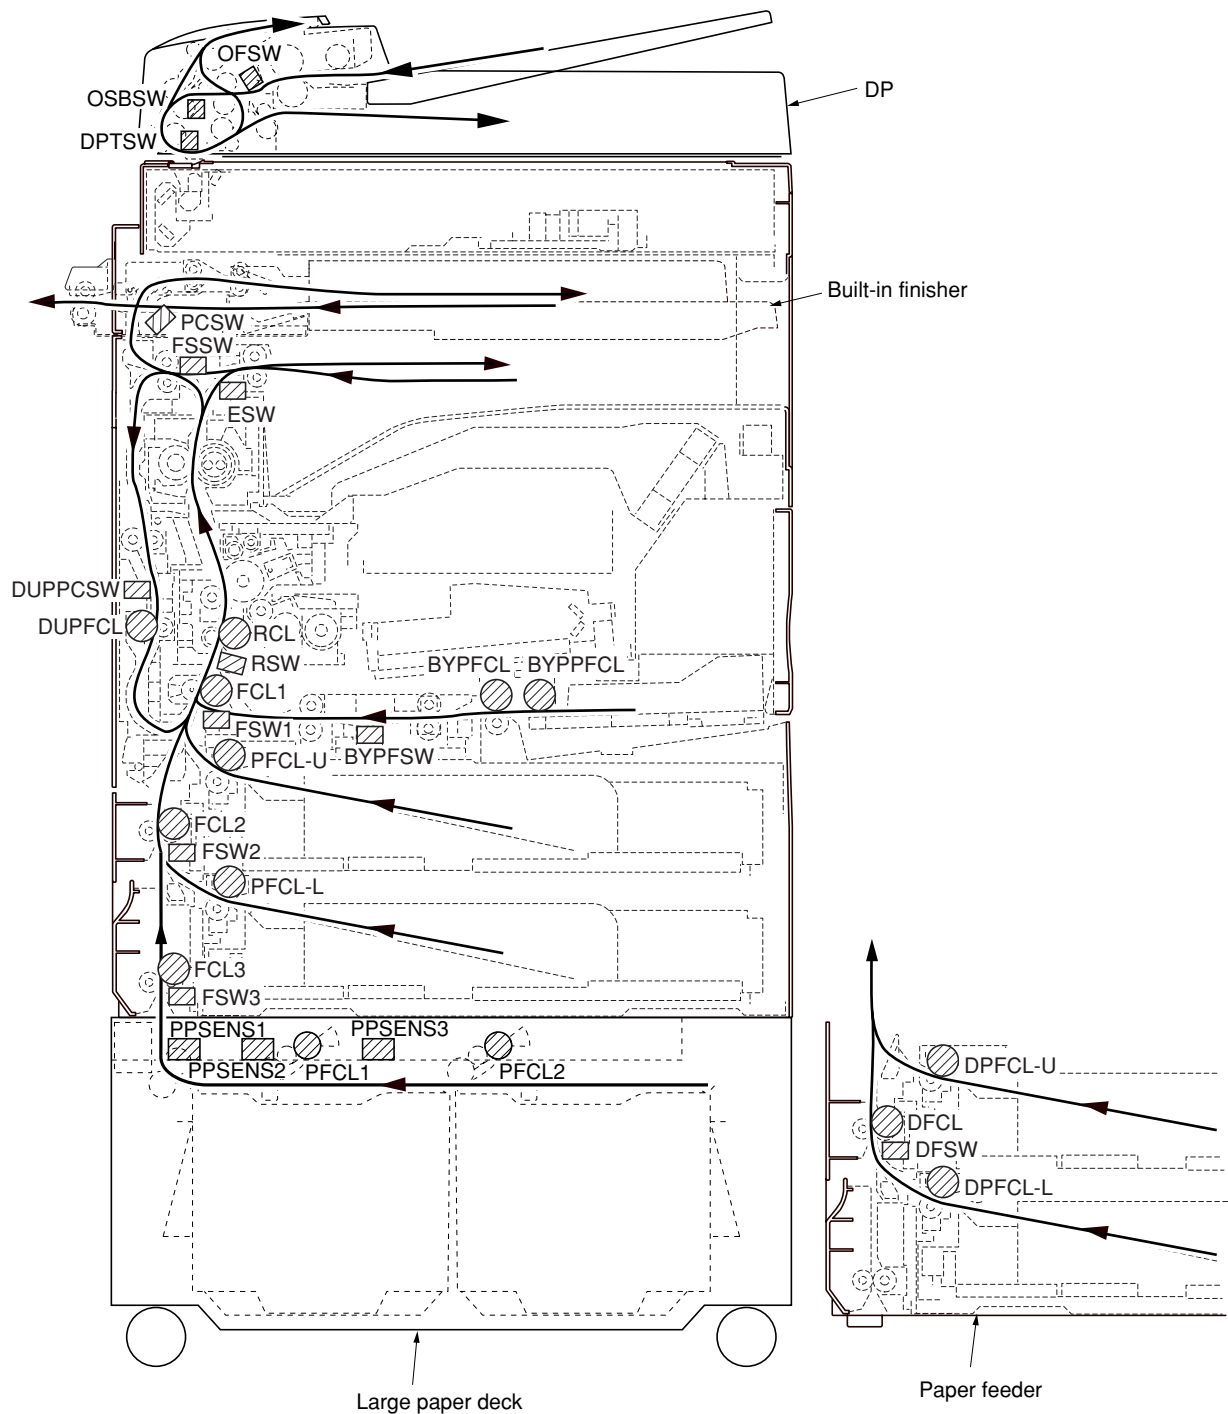 OFSW
OSBSW
DP
DPTSW
Built-in finisher
PCSW
FSSW
ESW
DUPPCSW
DUPFCL
RCL
RSW
BYPFCL BYPPFCL
FCL1
FSW1
BYPFSW
PFCL-U
FCL2
FSW2
PFCL-L
FCL3
FSW3
PPSENS1
PPSENS3
PPSENS2
PFCL1
PFCL2
DPFCL-U
DFCL
DFSW
DPFCL-L
Large paper deck
Paper feeder